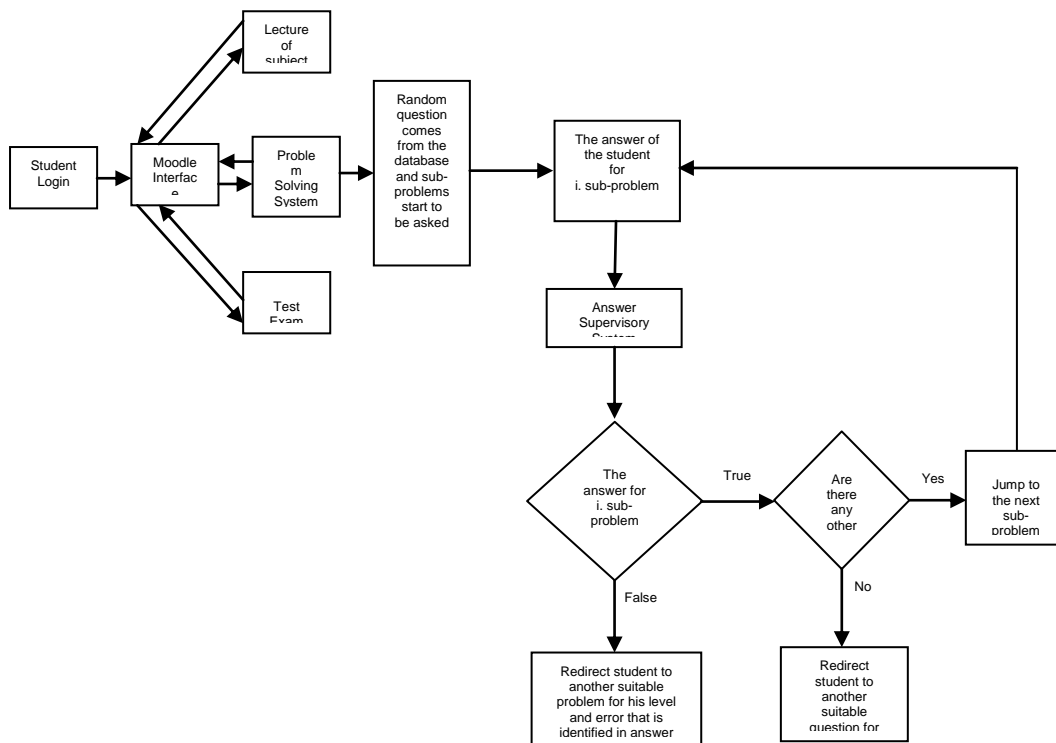 Lecture
of
subject
Student
Login
Moodle
Interfac
e
Proble
m
Solving
System
Random
question
comes
from the
database
and sub-
problems
start to
be asked
The answer of
the student
for
i. sub-problem
Test
Exam
Answer
Supervisory
System
The
answer for
i. sub-
problem
True
Are
there
any
other
Yes
Jump to
the next
sub-
problem
False
No
Redirect student to
another suitable
problem for his level
and error that is
identified in answer
Redirect
student to
another
suitable
question for